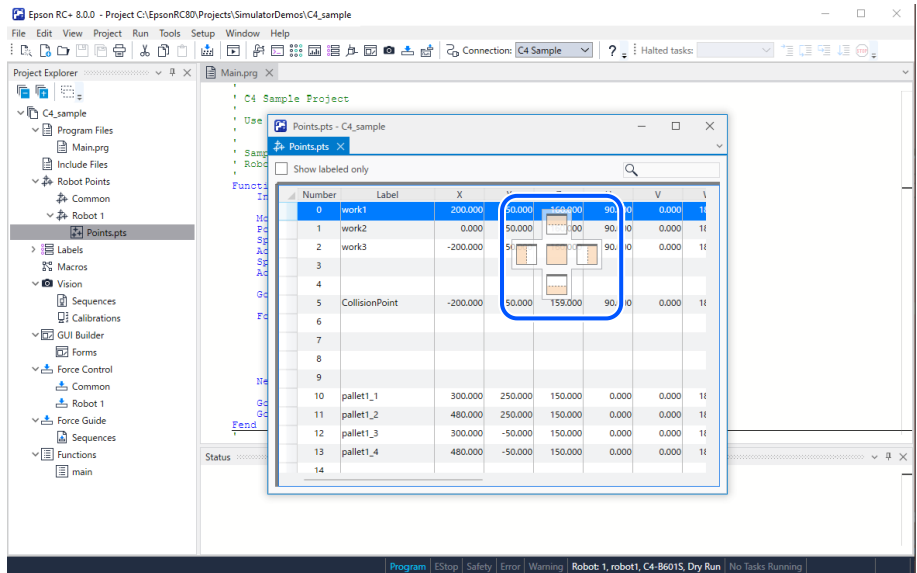 Epson RC+ 8.0.0 - Project C:\EpsonRC80\Projects\SimulatorDemos\C4_sample
File Edit View Project Run Tools Setup Window Help
Connection: C4 Sample ? Halted tasks:
Project Explorer
Main.prg
C4_sample
Program Files
Main.prg
Include Files
Robot Points
Common
Robot 1
Points.pts
Labels
Macros
Vision
Sequences
Calibrations
GUI Builder
Forms
Force Control
Common
Robot 1
Force Guide
Sequences
Functions
main
' C4 Sample Project
' Use
Fend
Points.pts - C4_sample
Points.pts
Show labeled only
Number Label X V
0 work1 200.000 50.000 160.000 0.000 18
1 work2 0.000 50.000 0.000 18
2 work3 -200.000 0.000 18
3
4
5 CollisionPoint -200.000 50.000 159.000 0.000 18
6
7
8
9
10 pallet1_1 300.000 250.000 150.000 0.000 0.000 18
11 pallet1_2 480.000 250.000 150.000 0.000 0.000 18
12 pallet1_3 300.000 -50.000 150.000 0.000 0.000 18
13 pallet1_4 480.000 -50.000 150.000 0.000 0.000 18
14
Status
Program EStop Safety Error Warning Robot: 1, robot1, C4-B601S, Dry Run No Tasks Running